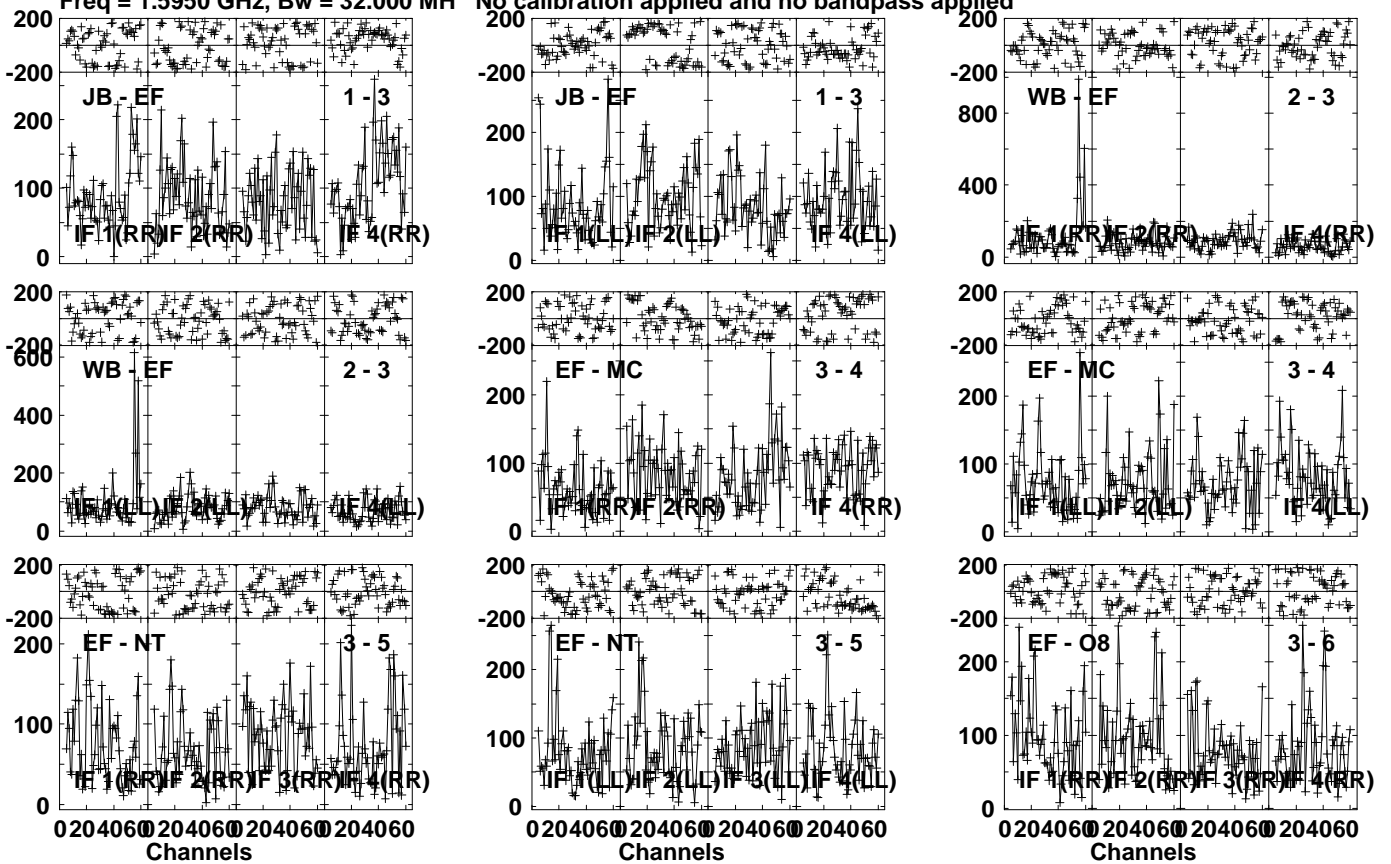 Freq = 1.5950 GHz, Bw = 32.000 MH No calibration applied and no bandpass applied
200
-200
JB - EF 1 - 3
200
100
0
IF 1(RR) IF 2(RR) IF 4(RR)
200
-200
JB - EF 1 - 3
200
100
0
IF 1(LL) IF 2(LL) IF 4(LL)
200
-200
WB - EF 2 - 3
800
400
0
IF 1(RR) IF 2(RR) IF 4(RR)
200
-200
600
WB - EF 2 - 3
400
200
0
IF 1(LL) IF 2(LL) IF 4(LL)
200
-200
EF - MC 3 - 4
200
100
0
IF 1(RR) IF 2(RR) IF 4(RR)
200
-200
EF - MC 3 - 4
200
100
0
IF 1(LL) IF 2(LL) IF 4(LL)
200
-200
EF - NT 3 - 5
200
100
0
IF 1(RR) IF 2(RR) IF 3(RR) IF 4(RR)
0 20 40 60 0 20 40 60 0 20 40 60 0 20 40 60
Channels
200
-200
EF - NT 3 - 5
200
100
0
IF 1(LL) IF 2(LL) IF 3(LL) IF 4(LL)
0 20 40 60 0 20 40 60 0 20 40 60 0 20 40 60
Channels
200
-200
EF - O8 3 - 6
200
100
0
IF 1(RR) IF 2(RR) IF 3(RR) IF 4(RR)
0 20 40 60 0 20 40 60 0 20 40 60 0 20 40 60
Channels